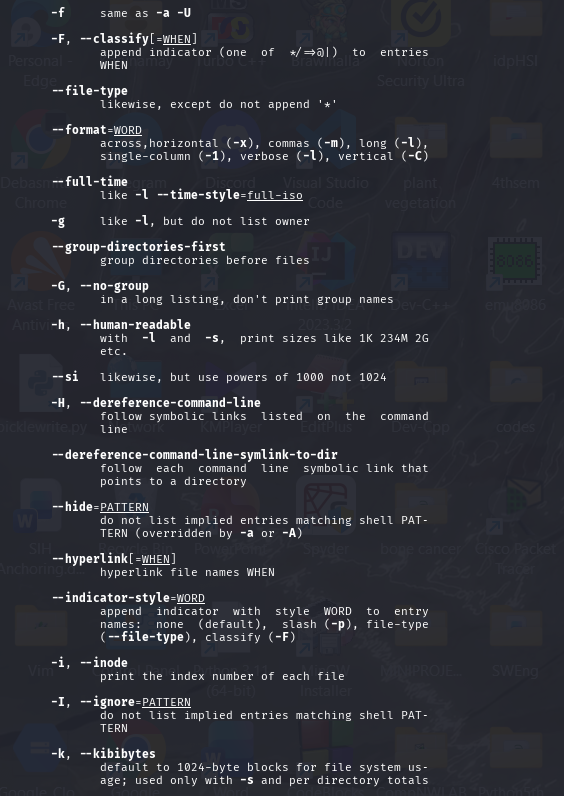 -f same as -a -U
-F, --classify[=WHEN]
append indicator (one of */=>@|) to entries
WHEN
--file-type
likewise, except do not append '*'
--format=WORD
across,horizontal (-x), commas (-m), long (-l),
single-column (-1), verbose (-l), vertical (-C)
--full-time
like -l --time-style=full-iso
-g like -l, but do not list owner
--group-directories-first
group directories before files
-G, --no-group
in a long listing, don't print group names
-h, --human-readable
with -l and -s, print sizes like 1K 234M 2G
etc.
--si likewise, but use powers of 1000 not 1024
-H, --dereference-command-line
follow symbolic links listed on the command
line
--dereference-command-line-symlink-to-dir
follow each command line symbolic link that
points to a directory
--hide=PATTERN
do not list implied entries matching shell PAT-
TERN (overridden by -a or -A)
--hyperlink[=WHEN]
hyperlink file names WHEN
--indicator-style=WORD
append indicator with style WORD to entry
names: none (default), slash (-p), file-type
(--file-type), classify (-F)
-i, --inode
print the index number of each file
-I, --ignore=PATTERN
do not list implied entries matching shell PAT-
TERN
-k, --kibibytes
default to 1024-byte blocks for file system us-
age; used only with -s and per directory totals